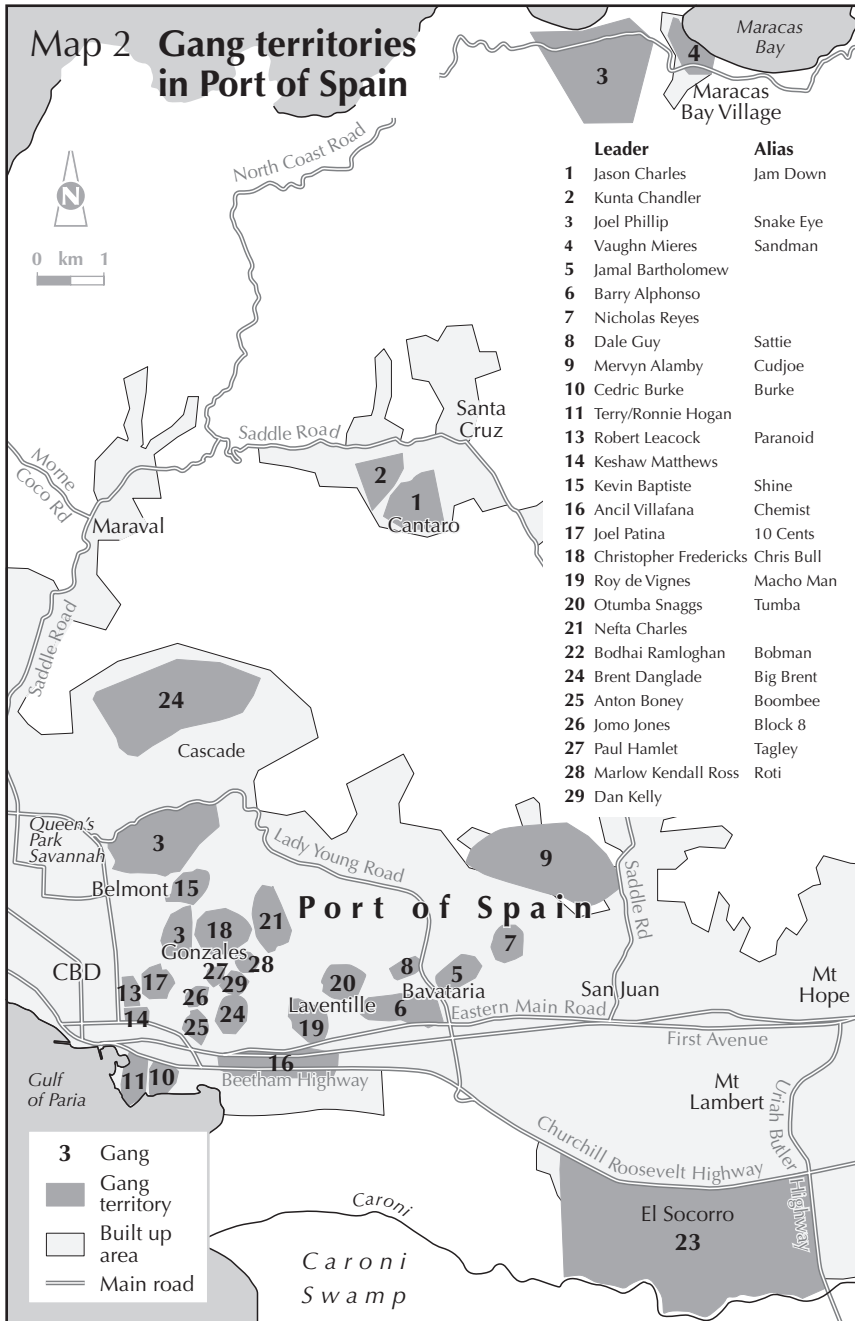 Map 2 Gang territories
in Port of Spain
Maracas
Bay
3
4
Maracas
Bay Village
North Coast Road
N
0 km 1
Leader Alias
1 Jason Charles Jam Down
2 Kunta Chandler
3 Joel Phillip Snake Eye
4 Vaughn Mieres Sandman
5 Jamal Bartholomew
6 Barry Alphonso
7 Nicholas Reyes
8 Dale Guy Sattie
9 Mervyn Alamby Cudjoe
10 Cedric Burke Burke
11 Terry/Ronnie Hogan
13 Robert Leacock Paranoid
14 Keshaw Matthews
15 Kevin Baptiste Shine
16 Ancil Villafana Chemist
17 Joel Patina 10 Cents
18 Christopher Fredericks Chris Bull
19 Roy de Vignes Macho Man
20 Otumba Snaggs Tumba
21 Nefta Charles
22 Bodhai Ramloghan Bobman
24 Brent Danglade Big Brent
25 Anton Boney Boombee
26 Jomo Jones Block 8
27 Paul Hamlet Tagley
28 Marlow Kendall Ross Roti
29 Dan Kelly
Santa
Cruz
Saddle Road
Morne
Coco Rd
2
1
Cantaro
Maraval
Saddle Road
24
Cascade
Queen's
Park
Savannah
3
Lady Young Road
9
Saddle Rd
Belmont 15
Port of Spain
21
3
18
Gonzales
7
28
27
29
8
5
CBD
13
17
26
20
Bavataria
San Juan
Mt
Hope
14
25
24
Laventille
19
6
Eastern Main Road
First Avenue
16
Beetham Highway
11
10
Gulf
of Paria
Mt
Lambert
Uriah Butler Highway
Churchill Roosevelt Highway
El Socorro
23
Caroni
Caroni
Swamp
3 Gang
Gang
territory
Built up
area
Main road